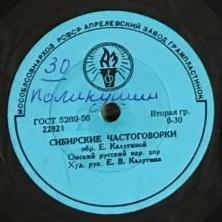 МОСОБЛСОВНАРХОЗ РСФСР АПРЕЛЕВСКИЙ ЗАВОД ГРАМПЛАСТИНОК
30
Поликушин
ГОСТ 5289-56
22821
Вторая гр.
0-30
СИБИРСКИЕ ЧАСТОГОВОРКИ
обр. Е. Калугиной
Омский русский нар. хор
Худ. рук. Е. В. Калугина